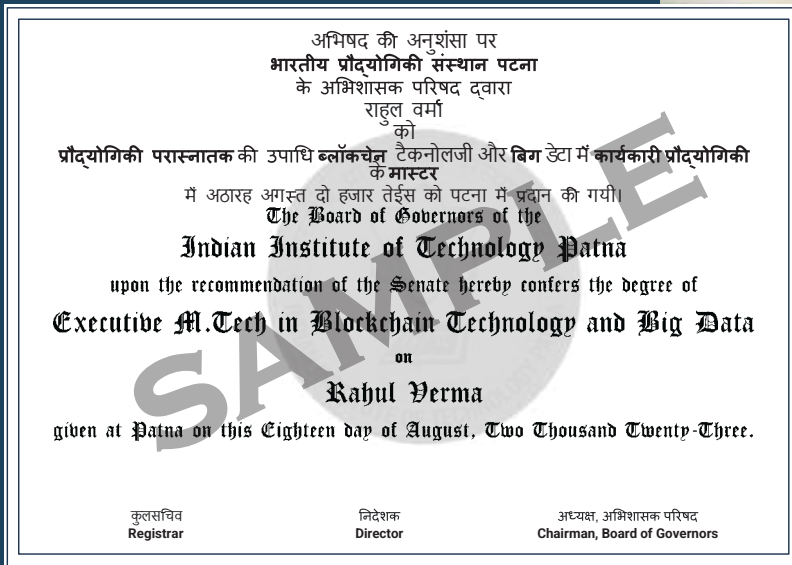 अभिषद की अनुशंसा पर
भारतीय प्रौद्योगिकी संस्थान पटना
के अभिशासक परिषद द्वारा
राहुल वर्मा
को
प्रौद्योगिकी परास्नातक की उपाधि ब्लॉकचेन टैकनोलजी और बिग डेटा में कार्यकारी प्रौद्योगिकी
के मास्टर
में अठारह अगस्त दो हजार तेईस को पटना में प्रदान की गयी।
The Board of Governors of the
Indian Institute of Technology Patna
upon the recommendation of the Senate hereby confers the degree of
Executive M.Tech in Blockchain Technology and Big Data
on
Rahul Verma
given at Patna on this Eighteen day of August, Two Thousand Twenty-Three.
SAMPLE
कुलसचिव निदेशक अध्यक्ष, अभिशासक परिषद
Registrar Director Chairman, Board of Governors